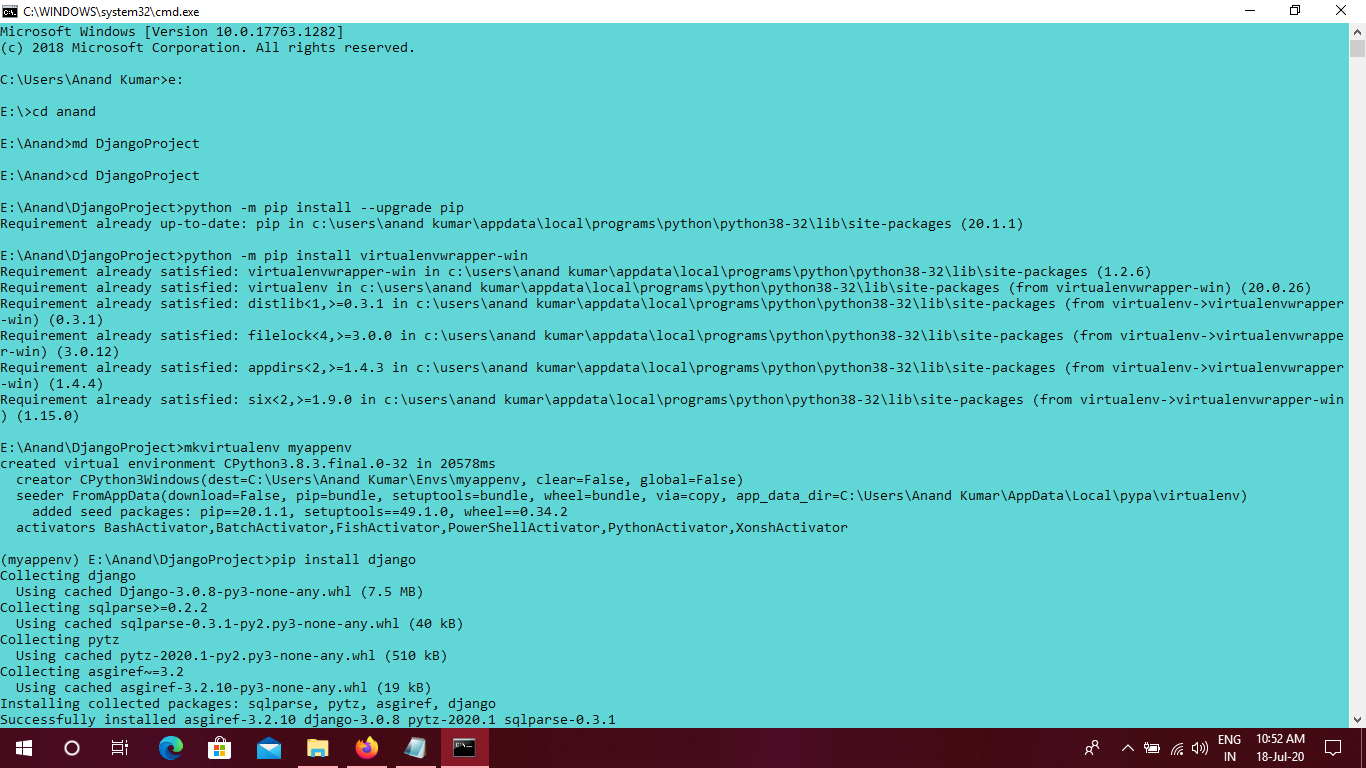 C:\WINDOWS\system32\cmd.exe
Microsoft Windows [Version 10.0.17763.1282]
(c) 2018 Microsoft Corporation. All rights reserved.
C:\Users\Anand Kumar>e:
E:\>cd anand
E:\Anand>md DjangoProject
E:\Anand>cd DjangoProject
E:\Anand\DjangoProject>python -m pip install --upgrade pip
Requirement already up-to-date: pip in c:\users\anand kumar\appdata\local\programs\python\python38-32\lib\site-packages (20.1.1)
E:\Anand\DjangoProject>python -m pip install virtualenvwrapper-win
Requirement already satisfied: virtualenvwrapper-win in c:\users\anand kumar\appdata\local\programs\python\python38-32\lib\site-packages (1.2.6)
Requirement already satisfied: virtualenv in c:\users\anand kumar\appdata\local\programs\python\python38-32\lib\site-packages (from virtualenvwrapper-win) (20.0.26)
Requirement already satisfied: distlib<1,>=0.3.1 in c:\users\anand kumar\appdata\local\programs\python\python38-32\lib\site-packages (from virtualenv->virtualenvwrapper
-win) (0.3.1)
Requirement already satisfied: filelock<4,>=3.0.0 in c:\users\anand kumar\appdata\local\programs\python\python38-32\lib\site-packages (from virtualenv->virtualenvwrappe
r-win) (3.0.12)
Requirement already satisfied: appdirs<2,>=1.4.3 in c:\users\anand kumar\appdata\local\programs\python\python38-32\lib\site-packages (from virtualenv->virtualenvwrapper
-win) (1.4.4)
Requirement already satisfied: six<2,>=1.9.0 in c:\users\anand kumar\appdata\local\programs\python\python38-32\lib\site-packages (from virtualenv->virtualenvwrapper-win
) (1.15.0)
E:\Anand\DjangoProject>mkvirtualenv myappenv
created virtual environment CPython3.8.3.final.0-32 in 20578ms
creator CPython3Windows(dest=C:\Users\Anand Kumar\Envs\myappenv, clear=False, global=False)
seeder FromAppData(download=False, pip=bundle, setuptools=bundle, wheel=bundle, via=copy, app_data_dir=C:\Users\Anand Kumar\AppData\Local\pypa\virtualenv)
added seed packages: pip==20.1.1, setuptools==49.1.0, wheel==0.34.2
activators BashActivator,BatchActivator,FishActivator,PowerShellActivator,PythonActivator,XonshActivator
(myappenv) E:\Anand\DjangoProject>pip install django
Collecting django
Using cached Django-3.0.8-py3-none-any.whl (7.5 MB)
Collecting sqlparse>=0.2.2
Using cached sqlparse-0.3.1-py2.py3-none-any.whl (40 kB)
Collecting pytz
Using cached pytz-2020.1-py2.py3-none-any.whl (510 kB)
Collecting asgiref~=3.2
Using cached asgiref-3.2.10-py3-none-any.whl (19 kB)
Installing collected packages: sqlparse, pytz, asgiref, django
Successfully installed asgiref-3.2.10 django-3.0.8 pytz-2020.1 sqlparse-0.3.1
ENG 10:52 AM
IN 18-Jul-20